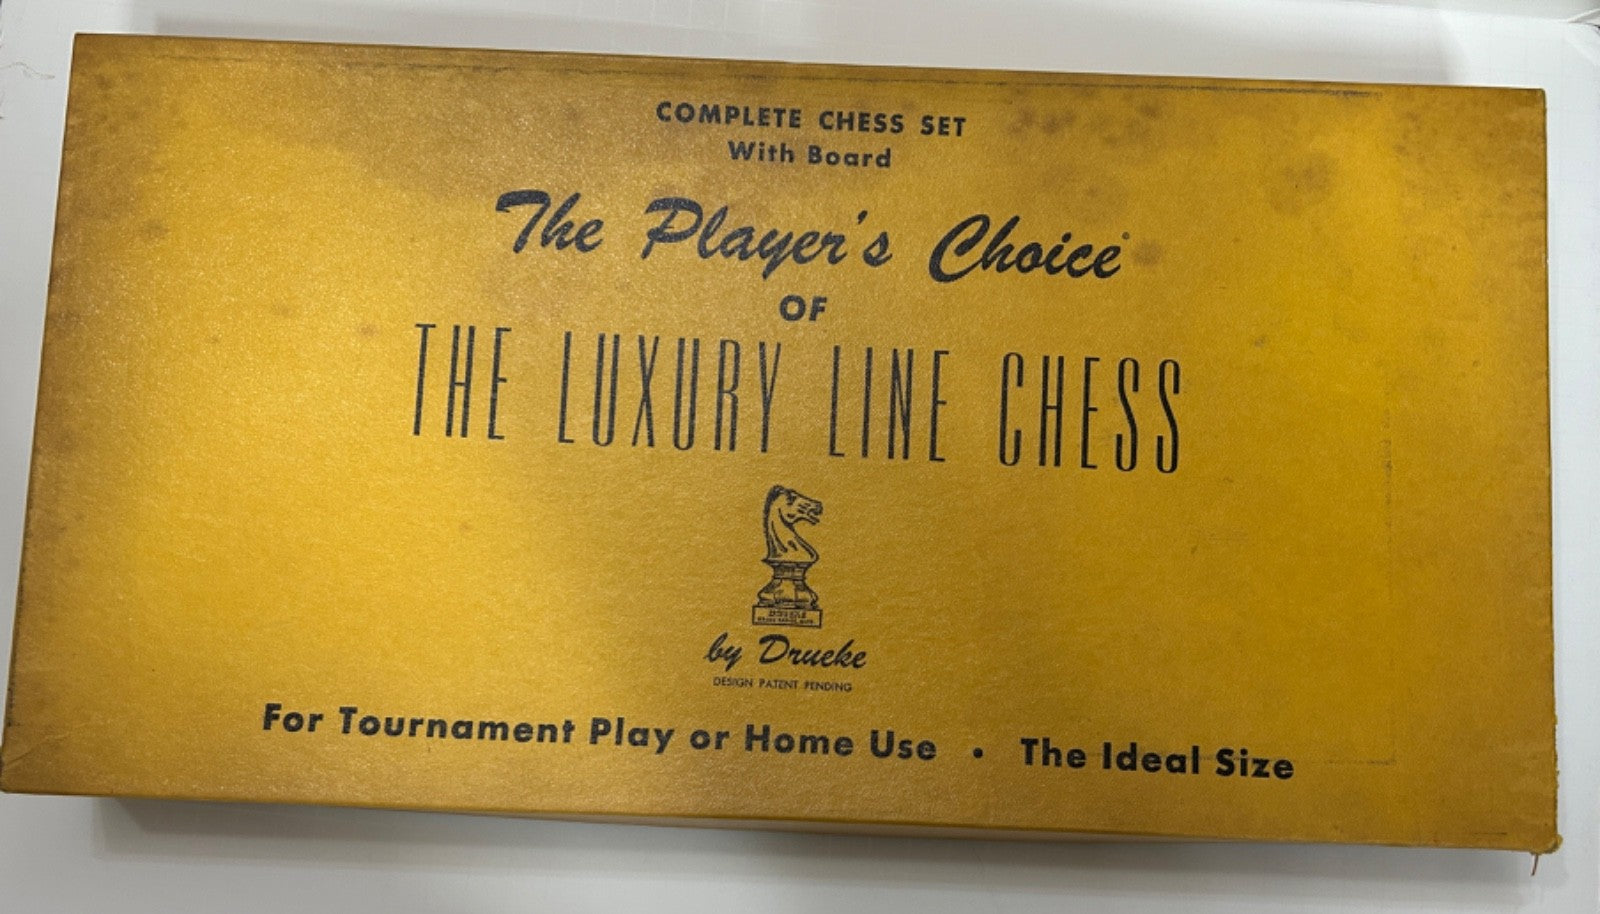 COMPLETE CHESS SET
With Board
The Player's Choice
OF
THE LUXURY LINE CHESS
DRUEKE
by Drueke
DESIGN PATENT PENDING
For Tournament Play or Home Use • The Ideal Size